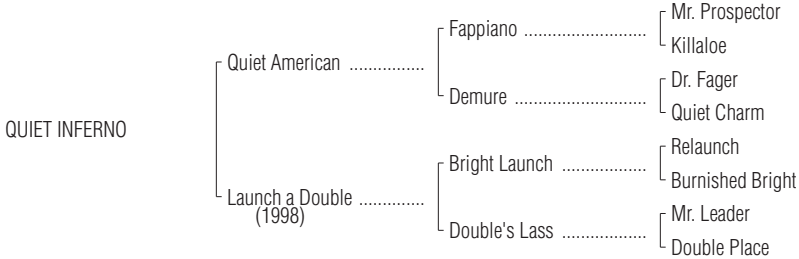 Mr. Prospector
Fappiano ..........................
Killaloe
Quiet American ................
Dr. Fager
Demure ............................
Quiet Charm
QUIET INFERNO
Relaunch
Bright Launch ..................
Burnished Bright
Launch a Double ..............
(1998)
Mr. Leader
Double's Lass ..................
Double Place